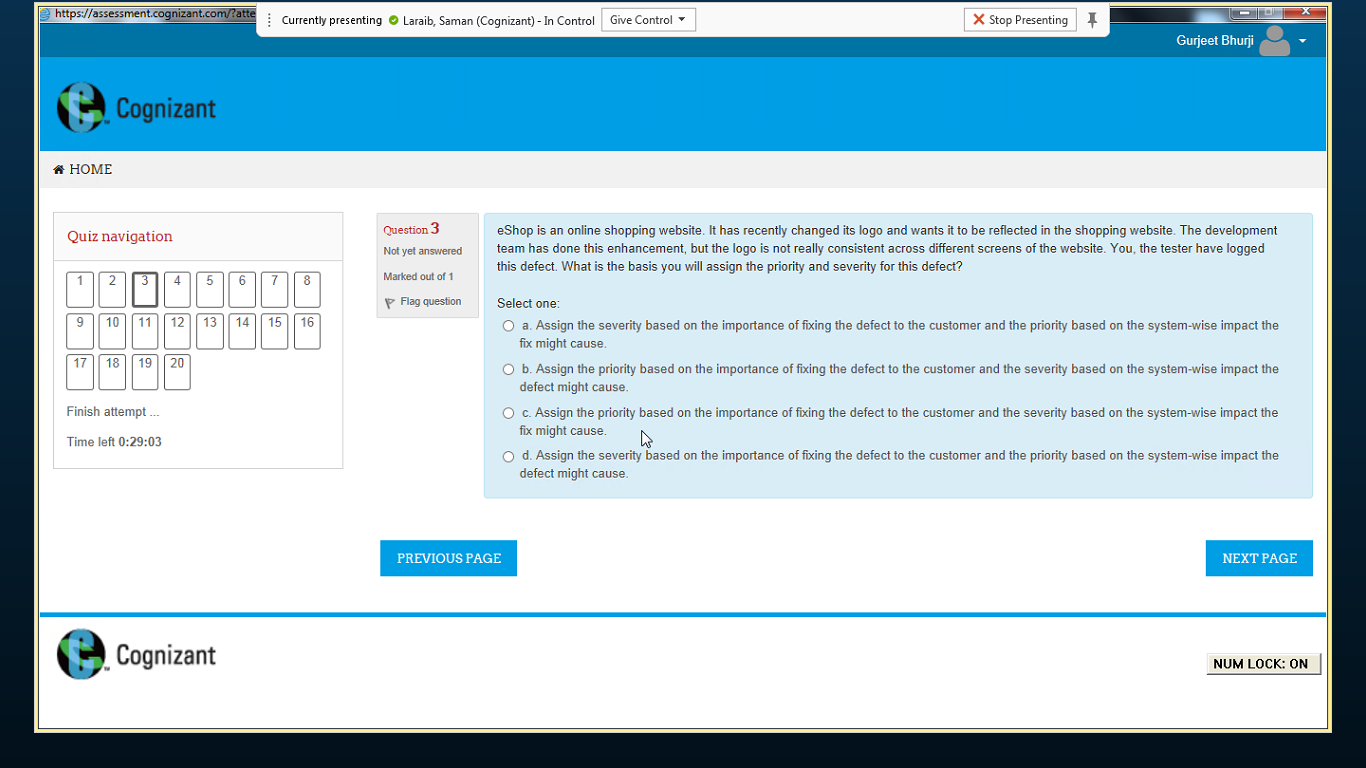 https://assessment.cognizant.com/?atte
Currently presenting Laraib, Saman (Cognizant) - In Control Give Control Stop Presenting
Gurjeet Bhurji
Cognizant
HOME
Quiz navigation
1 2 3 4 5 6 7 8
9 10 11 12 13 14 15 16
17 18 19 20
Finish attempt ...
Time left 0:29:03
Question 3
Not yet answered
Marked out of 1
Flag question
eShop is an online shopping website. It has recently changed its logo and wants it to be reflected in the shopping website. The development
team has done this enhancement, but the logo is not really consistent across different screens of the website. You, the tester have logged
this defect. What is the basis you will assign the priority and severity for this defect?
Select one:
a. Assign the severity based on the importance of fixing the defect to the customer and the priority based on the system-wise impact the
fix might cause.
b. Assign the priority based on the importance of fixing the defect to the customer and the severity based on the system-wise impact the
defect might cause.
c. Assign the priority based on the importance of fixing the defect to the customer and the severity based on the system-wise impact the
fix might cause.
d. Assign the severity based on the importance of fixing the defect to the customer and the priority based on the system-wise impact the
defect might cause.
PREVIOUS PAGE NEXT PAGE
Cognizant
NUM LOCK: ON